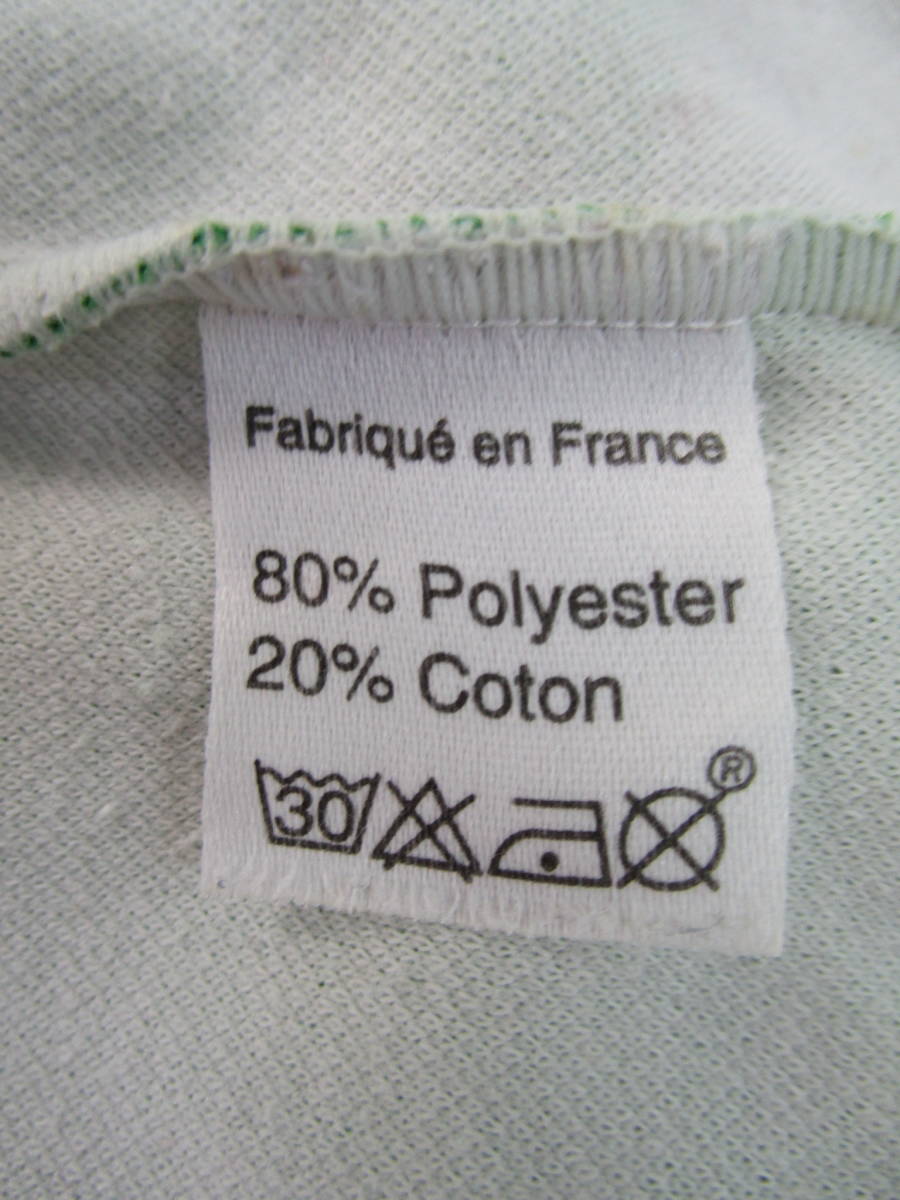 Fabriqué en France
80% Polyester
20% Coton
30 ®